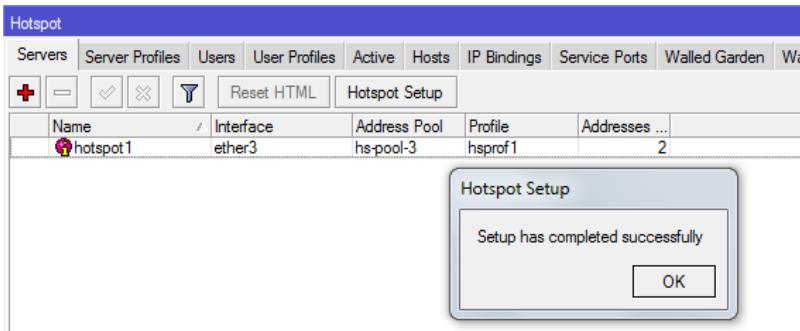 Hotspot
Servers Server Profiles Users User Profiles Active Hosts IP Bindings Service Ports Walled Garden
Reset HTML Hotspot Setup
Name Interface Address Pool Profile Addresses ...
hotspot1 ether3 hs-pool-3 hsprof1 2
Hotspot Setup
Setup has completed successfully
OK